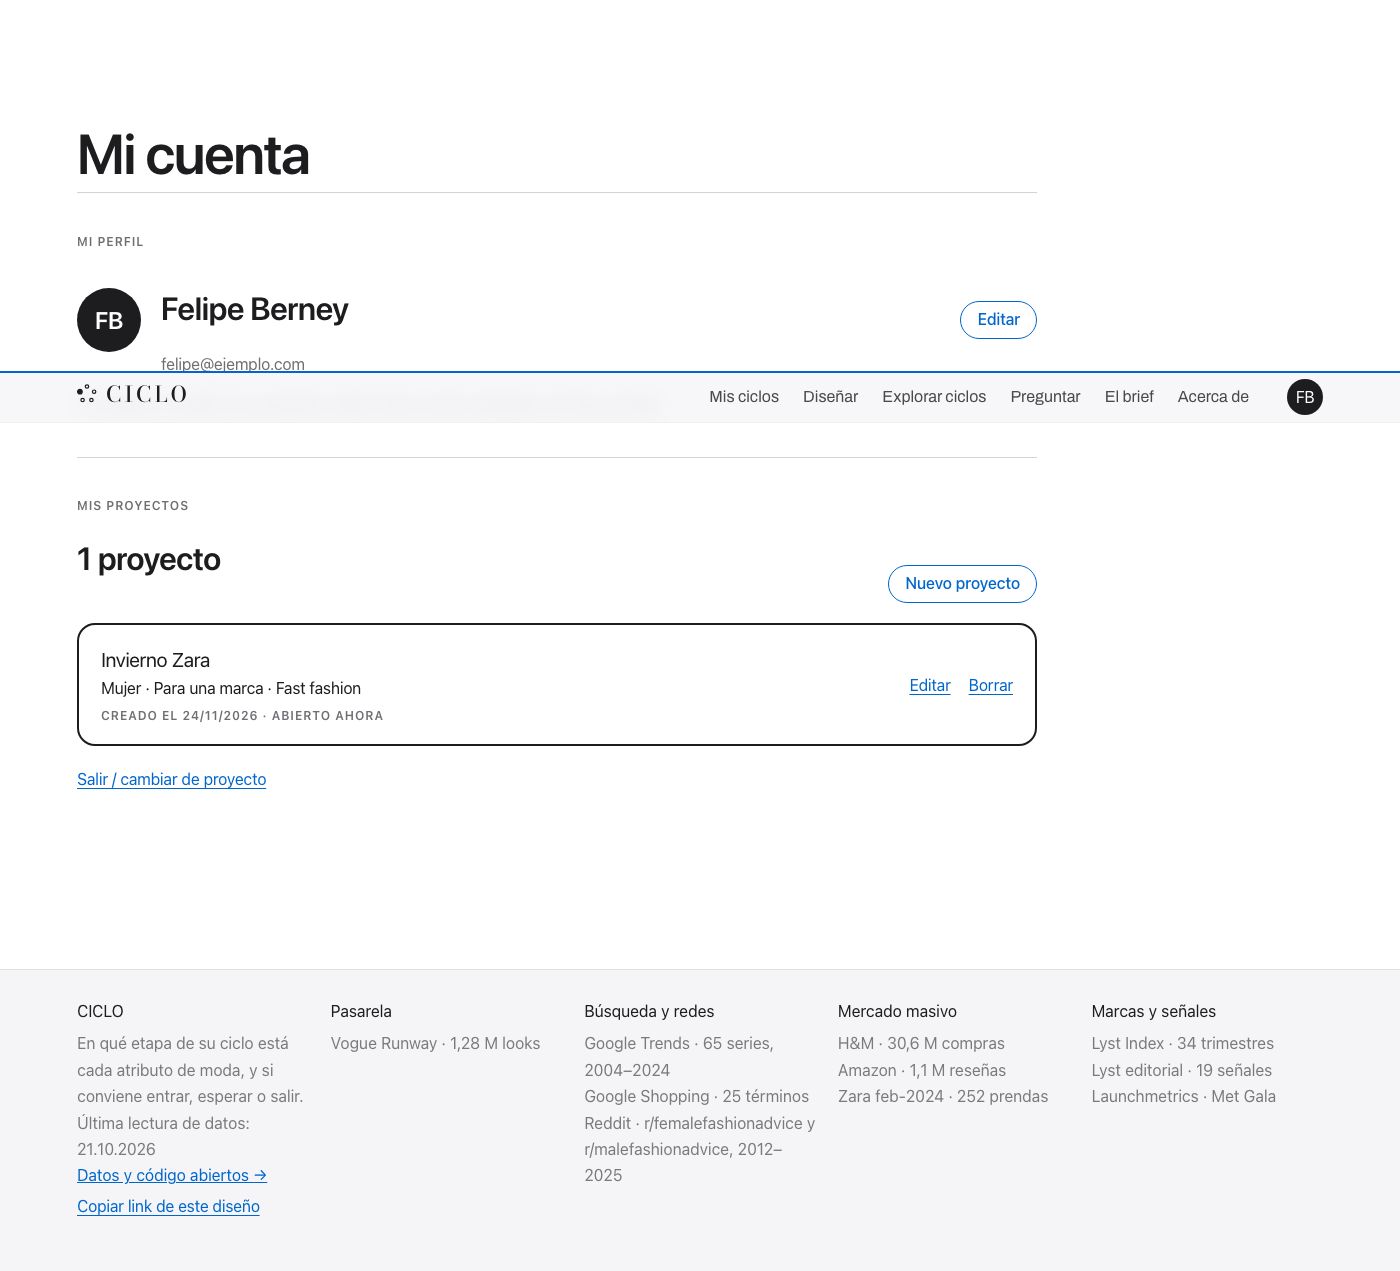 Mi cuenta
MI PERFIL
FB
Felipe Berney
Editar
felipe@ejemplo.com
CICLO
Mis ciclos
Diseñar
Explorar ciclos
Preguntar
El brief
Acerca de
FB
MIS PROYECTOS
1 proyecto
Nuevo proyecto
Invierno Zara
Mujer · Para una marca · Fast fashion
CREADO EL 24/11/2026 · ABIERTO AHORA
Editar
Borrar
Salir / cambiar de proyecto
CICLO
En qué etapa de su ciclo está
cada atributo de moda, y si
conviene entrar, esperar o salir.
Última lectura de datos:
21.10.2026
Datos y código abiertos →
Copiar link de este diseño
Pasarela
Vogue Runway · 1,28 M looks
Búsqueda y redes
Google Trends · 65 series,
2004–2024
Google Shopping · 25 términos
Reddit · r/femalefashionadvice y
r/malefashionadvice, 2012–
2025
Mercado masivo
H&M · 30,6 M compras
Amazon · 1,1 M reseñas
Zara feb-2024 · 252 prendas
Marcas y señales
Lyst Index · 34 trimestres
Lyst editorial · 19 señales
Launchmetrics · Met Gala